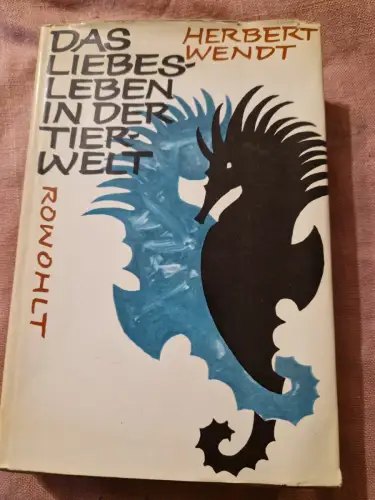 DAS
LIEBES-
LEBEN
IN DER
TIER-
WELT
HERBERT
WENDT
ROWOHLT